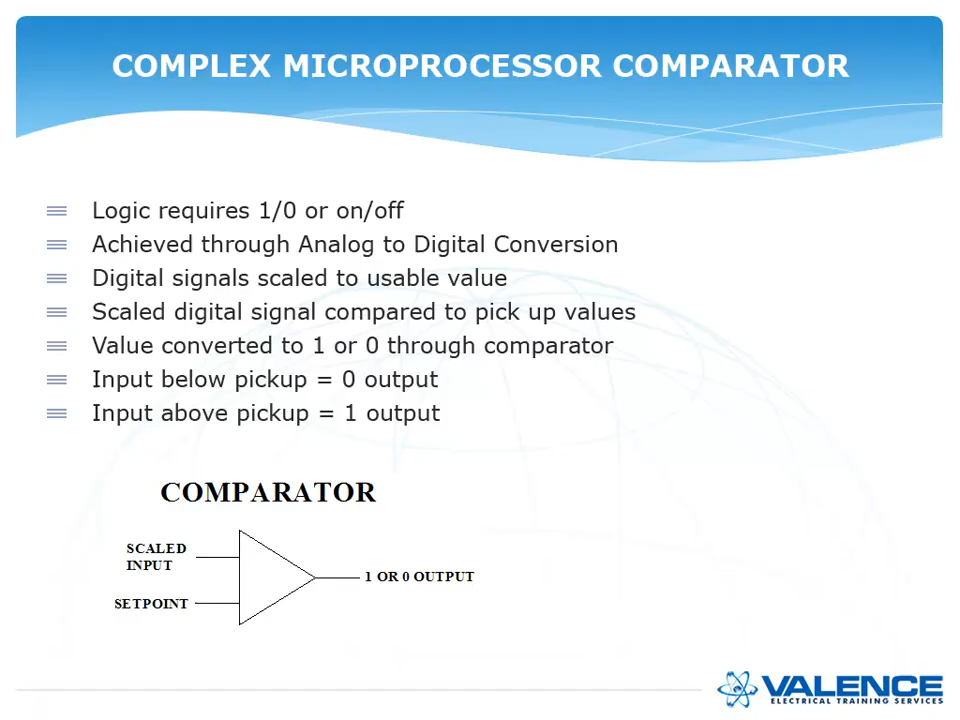 COMPLEX MICROPROCESSOR COMPARATOR
Logic requires 1/0 or on/off
Achieved through Analog to Digital Conversion
Digital signals scaled to usable value
Scaled digital signal compared to pick up values
Value converted to 1 or 0 through comparator
Input below pickup = 0 output
Input above pickup = 1 output
COMPARATOR
SCALED
INPUT
1 OR 0 OUTPUT
SETPOINT
VALENCE
ELECTRICAL TRAINING SERVICES